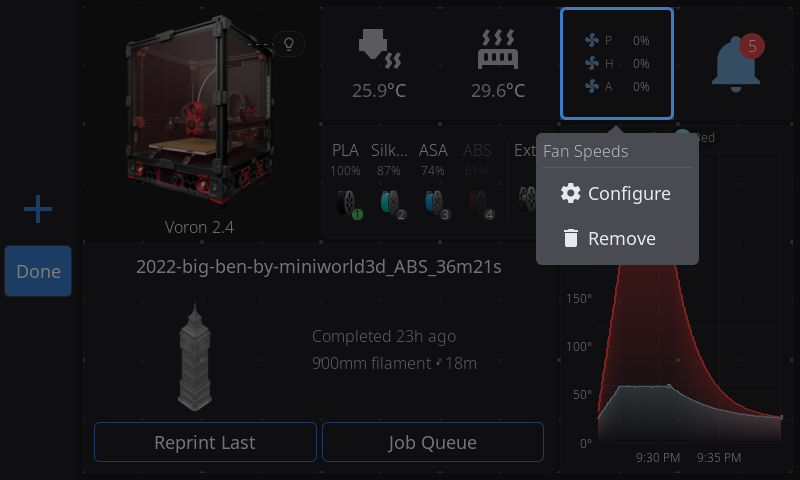 P 0%
H 0%
A 0%
5
25.9°C
29.6°C
Fan Speeds
Configure
Remove
PLA
100%
1
Silk...
87%
2
ASA
74%
3
ABS
61%
4
Ext
Voron 2.4
Done
2022-big-ben-by-miniworld3d_ABS_36m21s
Completed 23h ago
900mm filament • 18m
Reprint Last
Job Queue
150°
100°
50°
0°
9:30 PM
9:35 PM